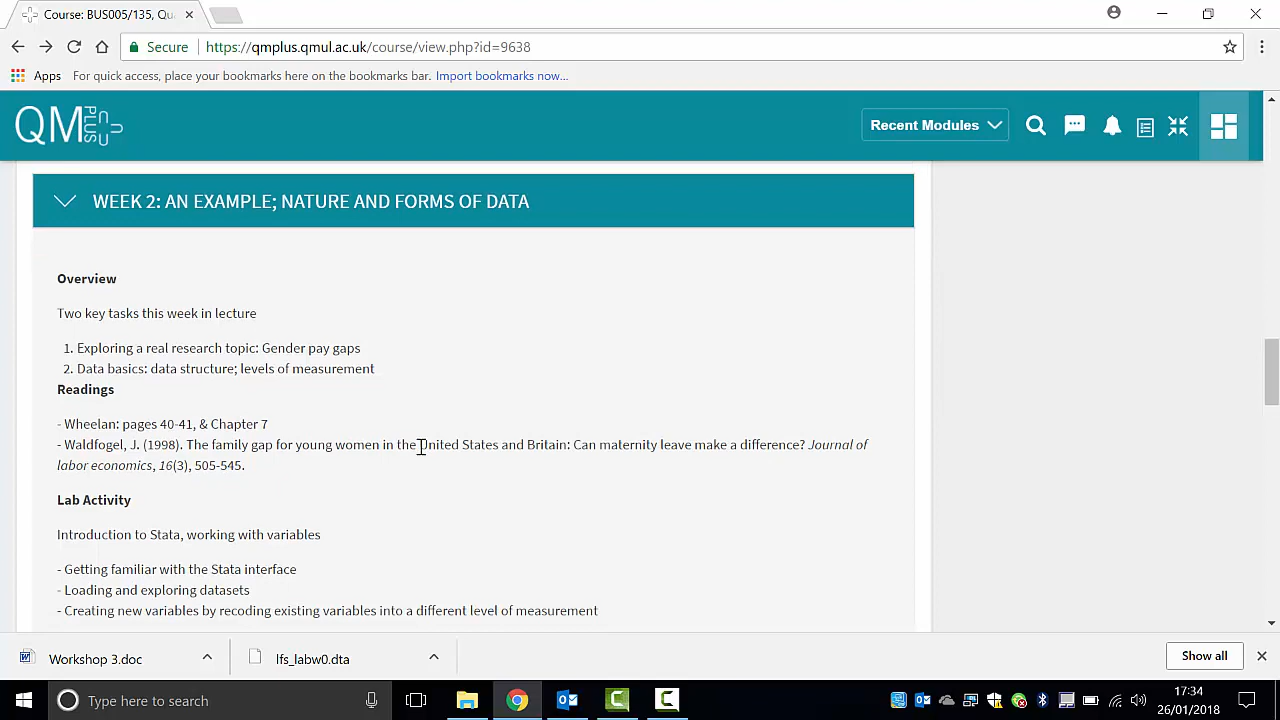 Course: BUS005/135, Qu
Secure https://qmplus.qmul.ac.uk/course/view.php?id=9638
Apps For quick access, place your bookmarks here on the bookmarks bar. Import bookmarks now...
QM PLUS Recent Modules
WEEK 2: AN EXAMPLE; NATURE AND FORMS OF DATA
Overview
Two key tasks this week in lecture
1. Exploring a real research topic: Gender pay gaps
2. Data basics: data structure; levels of measurement
Readings
- Wheelan: pages 40-41, & Chapter 7
- Waldfogel, J. (1998). The family gap for young women in the United States and Britain: Can maternity leave make a difference? Journal of
labor economics, 16(3), 505-545.
Lab Activity
Introduction to Stata, working with variables
- Getting familiar with the Stata interface
- Loading and exploring datasets
- Creating new variables by recoding existing variables into a different level of measurement
Workshop 3.doc lfs_labw0.dta Show all
Type here to search
17:34
26/01/2018